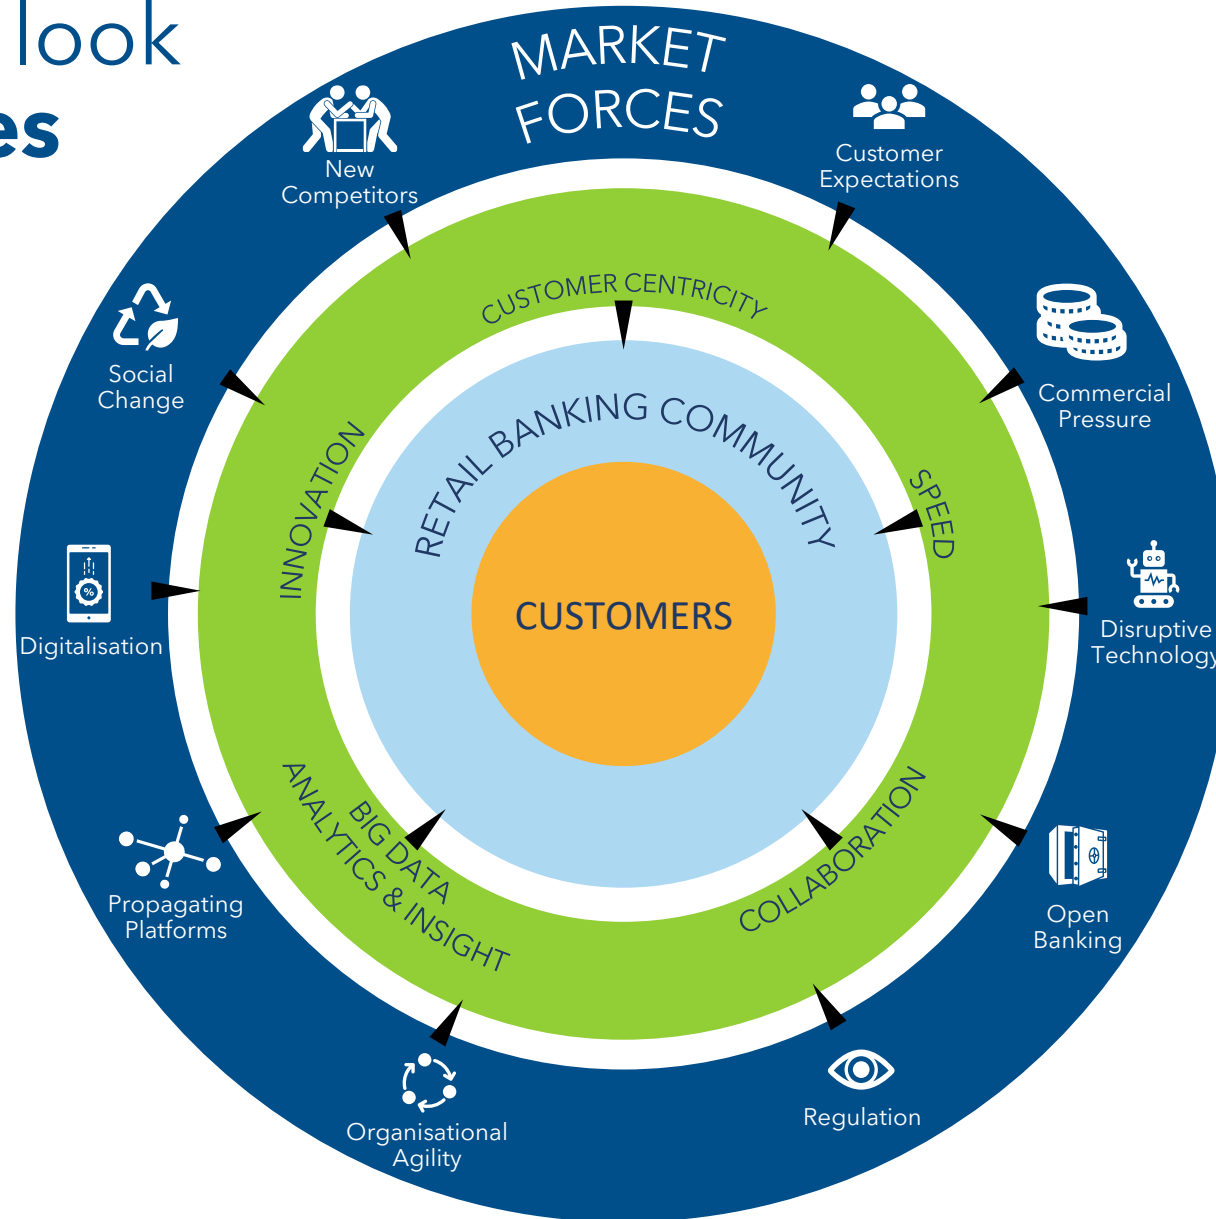 look
es
MARKET
FORCES
New
Competitors
Customer
Expectations
Social
Change
Commercial
Pressure
CUSTOMER CENTRICITY
INNOVATION
SPEED
RETAIL BANKING COMMUNITY
CUSTOMERS
Digitalisation
%
Disruptive
Technology
BIG DATA
ANALYTICS & INSIGHT
COLLABORATION
Propagating
Platforms
Open
Banking
Organisational
Agility
Regulation